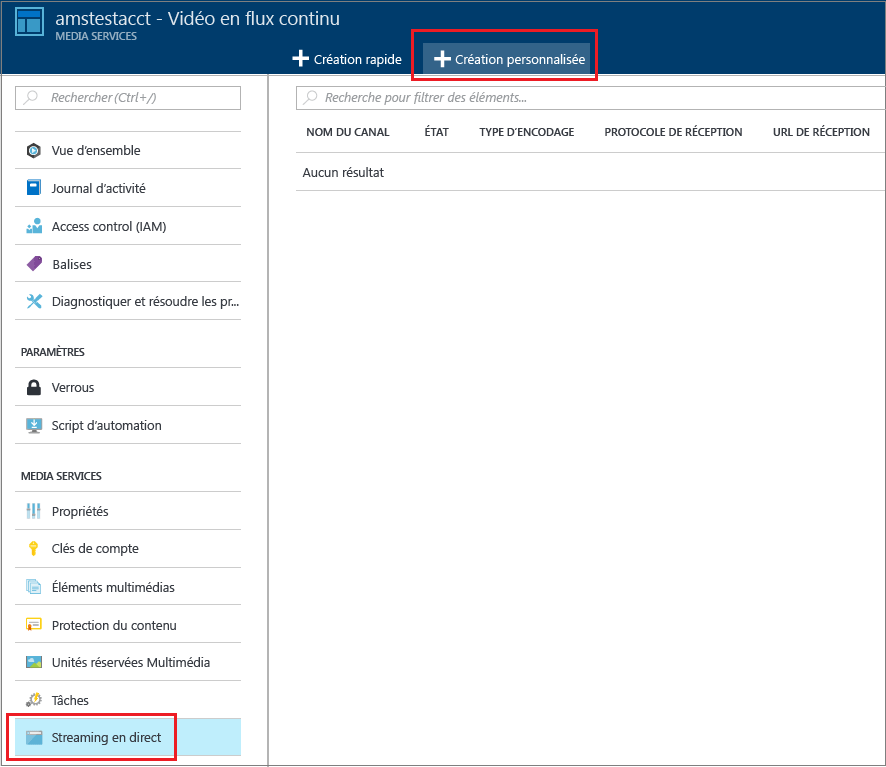 amstestacct - Vidéo en flux continu
MEDIA SERVICES
Création rapide
Création personnalisée
Rechercher (Ctrl+/)
Vue d'ensemble
Journal d'activité
Access control (IAM)
Balises
Diagnostiquer et résoudre les pr...
PARAMÈTRES
Verrous
Script d'automation
MEDIA SERVICES
Propriétés
Clés de compte
Éléments multimédias
Protection du contenu
Unités réservées Multimédia
Tâches
Streaming en direct
Recherche pour filtrer des éléments...
NOM DU CANAL ÉTAT TYPE D'ENCODAGE PROTOCOLE DE RÉCEPTION URL DE RÉCEPTION
Aucun résultat